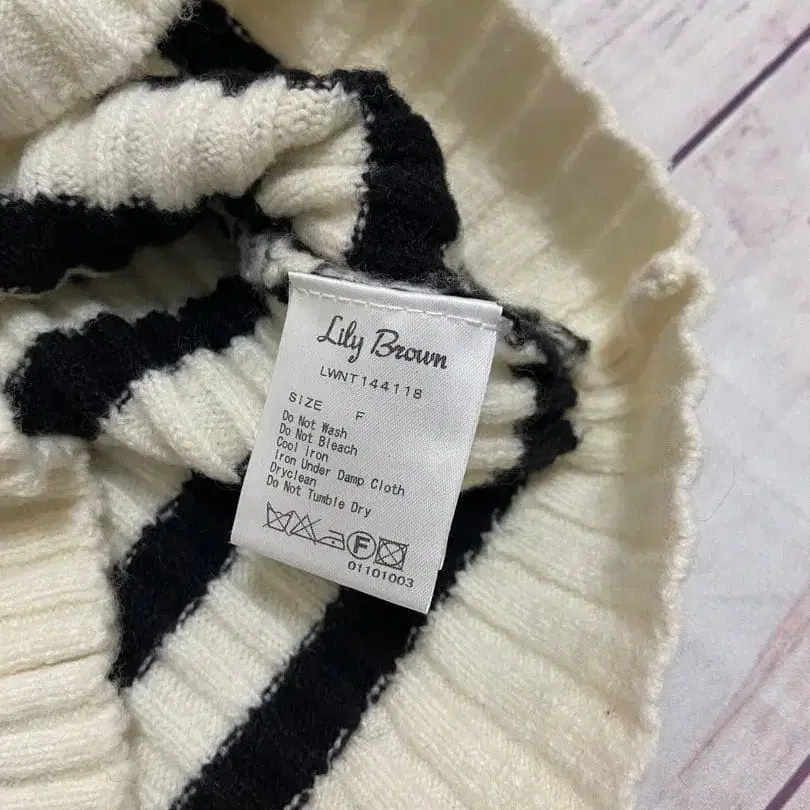 Lily Brown
LWNT144118
SIZE F
Do Not Wash
Do Not Bleach
Cool iron
Iron Under Damp Cloth
Dryclean
Do Not Tumble Dry
F
01101003